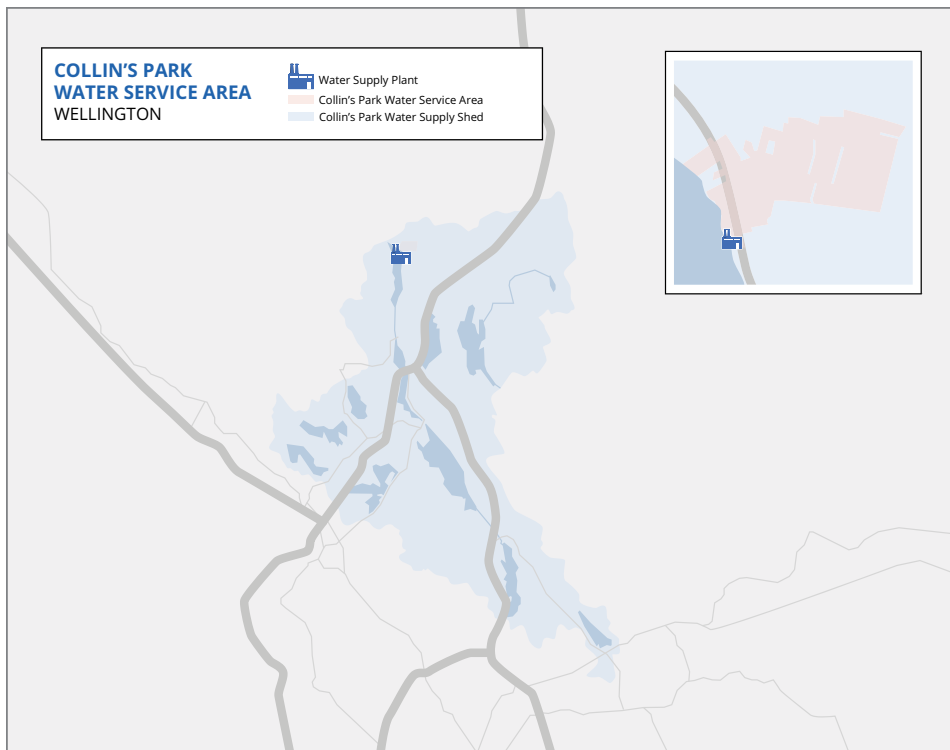 COLLIN’S PARK
WATER SERVICE AREA
WELLINGTON
Water Supply Plant
Collin’s Park Water Service Area
Collin’s Park Water Supply Shed